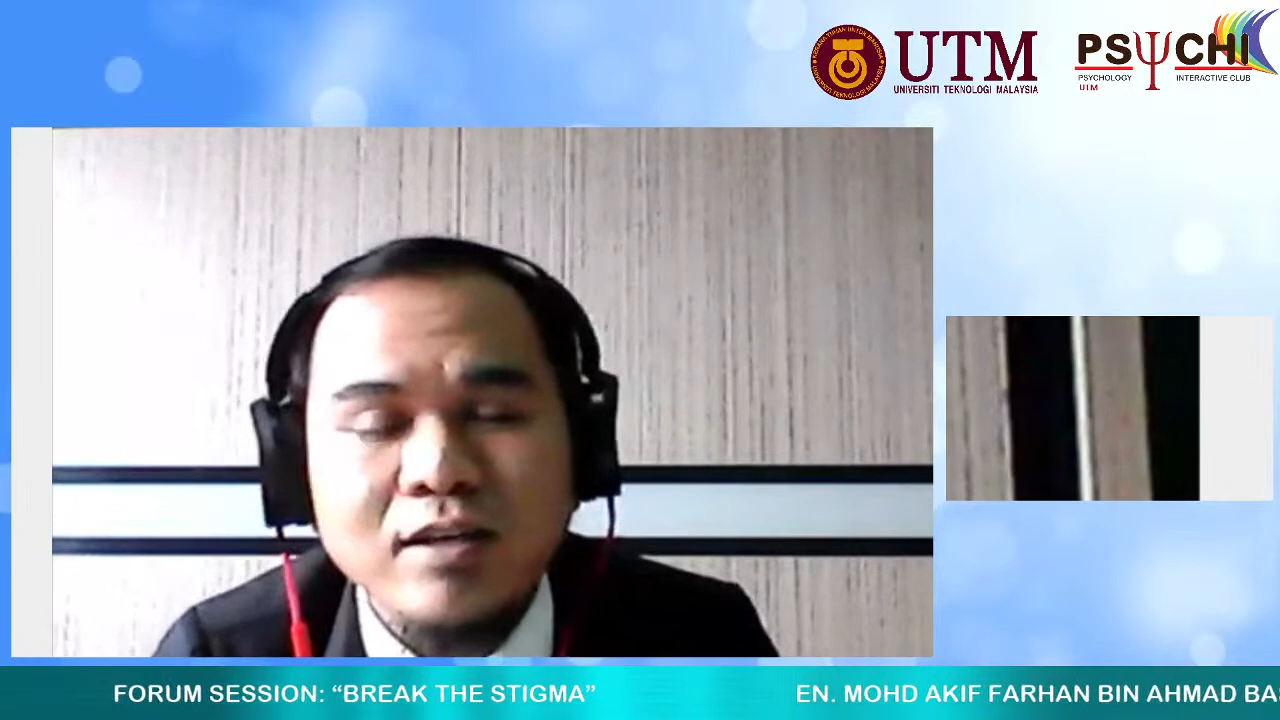 UTM
UNIVERSITI TEKNOLOGI MALAYSIA
PSYCHI
PSYCHOLOGY INTERACTIVE CLUB
UTM
FORUM SESSION: “BREAK THE STIGMA” EN. MOHD AKIF FARHAN BIN AHMAD BAS